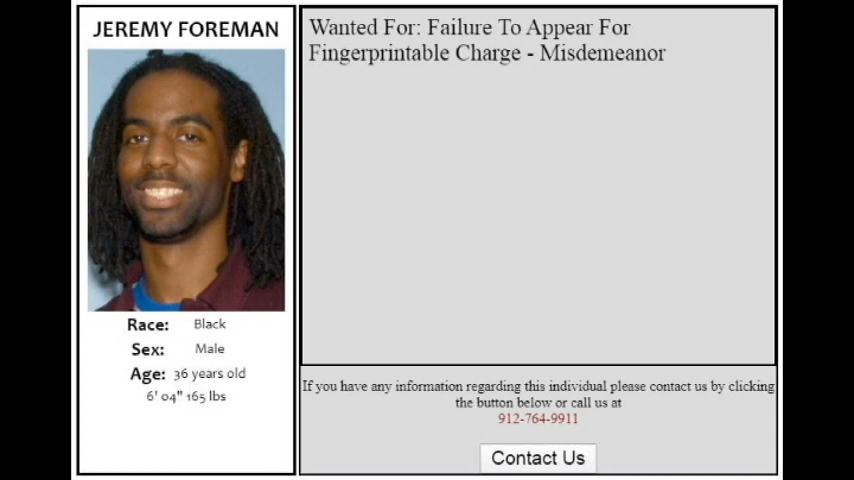 JEREMY FOREMAN
Race: Black
Sex: Male
Age: 36 years old
6' 04" 165 lbs
Wanted For: Failure To Appear For
Fingerprintable Charge - Misdemeanor
If you have any information regarding this individual please contact us by clicking
the button below or call us at
912-764-9911
Contact Us